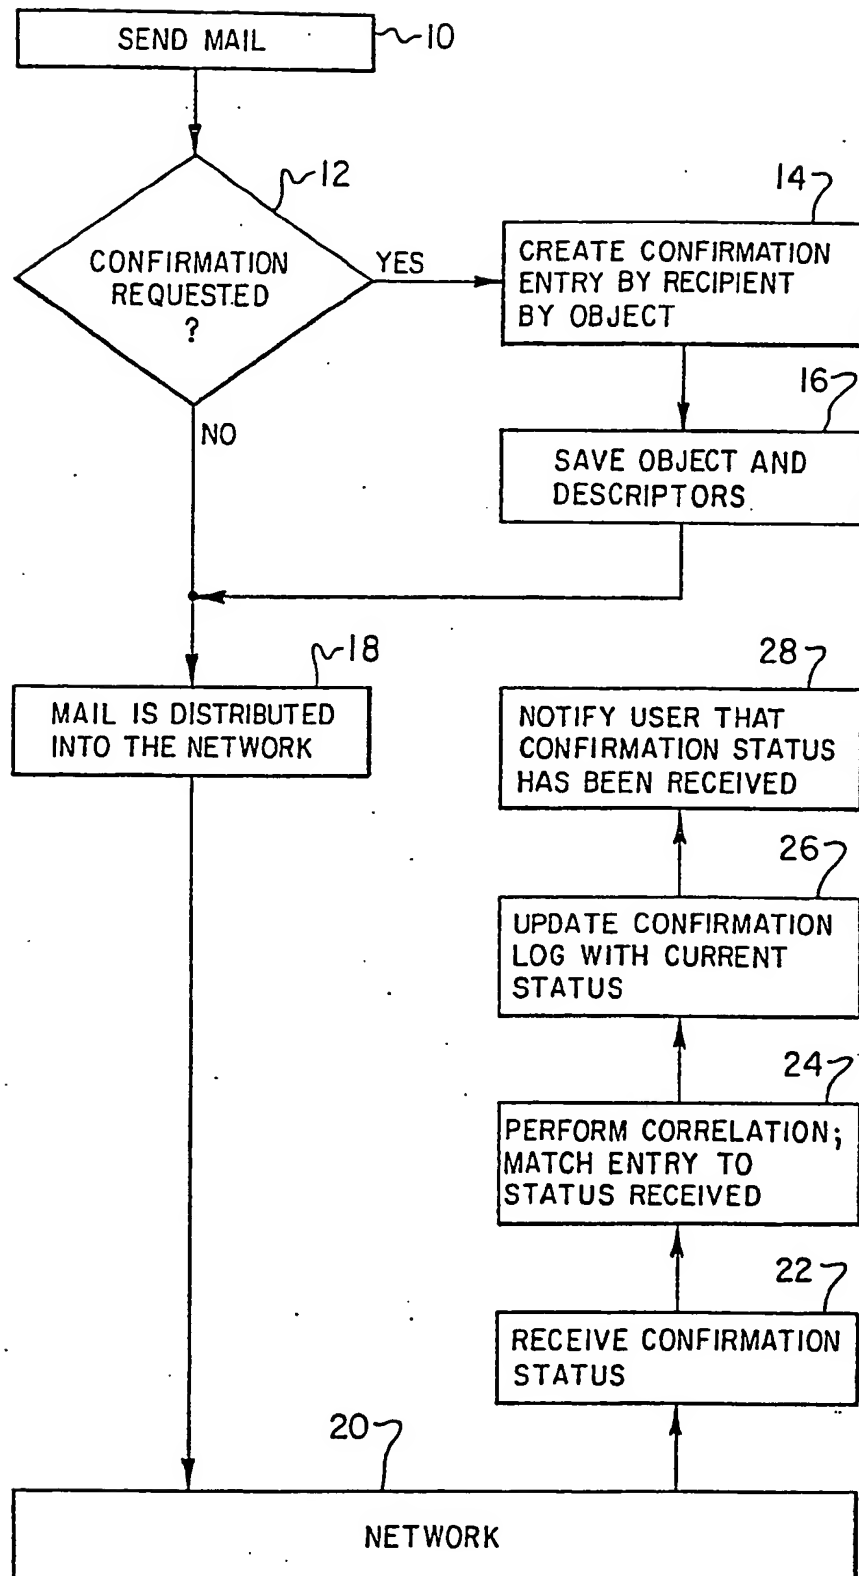 SEND MAIL
10
12
CONFIRMATION
REQUESTED
?
YES
NO
14
CREATE CONFIRMATION
ENTRY BY RECIPIENT
BY OBJECT
16
SAVE OBJECT AND
DESCRIPTORS
18
MAIL IS DISTRIBUTED
INTO THE NETWORK
28
NOTIFY USER THAT
CONFIRMATION STATUS
HAS BEEN RECEIVED
26
UPDATE CONFIRMATION
LOG WITH CURRENT
STATUS
24
PERFORM CORRELATION;
MATCH ENTRY TO
STATUS RECEIVED
22
RECEIVE CONFIRMATION
STATUS
20
NETWORK